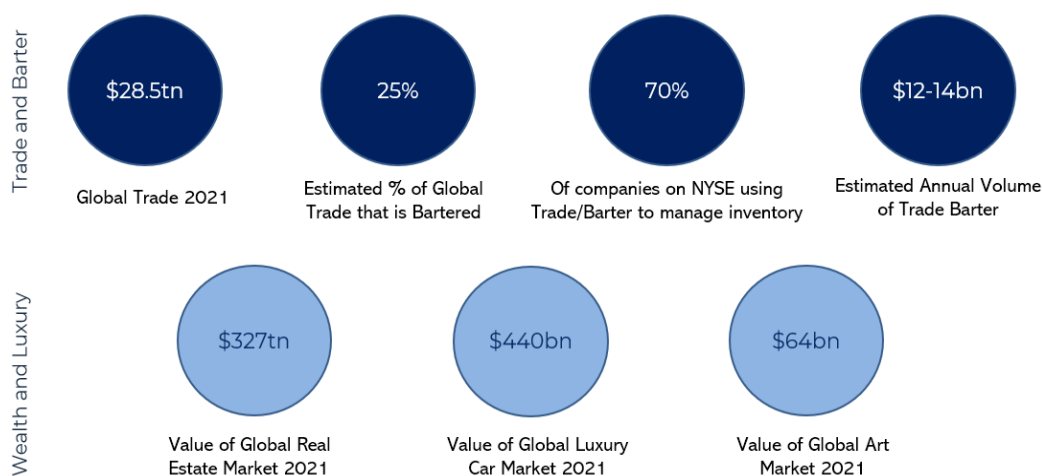 Trade and Barter
$28.5tn
25%
70%
$12-14bn
Global Trade 2021
Estimated % of Global
Trade that is Bartered
Of companies on NYSE using
Trade/Barter to manage inventory
Estimated Annual Volume
of Trade Barter
Wealth and Luxury
$327tn
$440bn
$64bn
Value of Global Real
Estate Market 2021
Value of Global Luxury
Car Market 2021
Value of Global Art
Market 2021